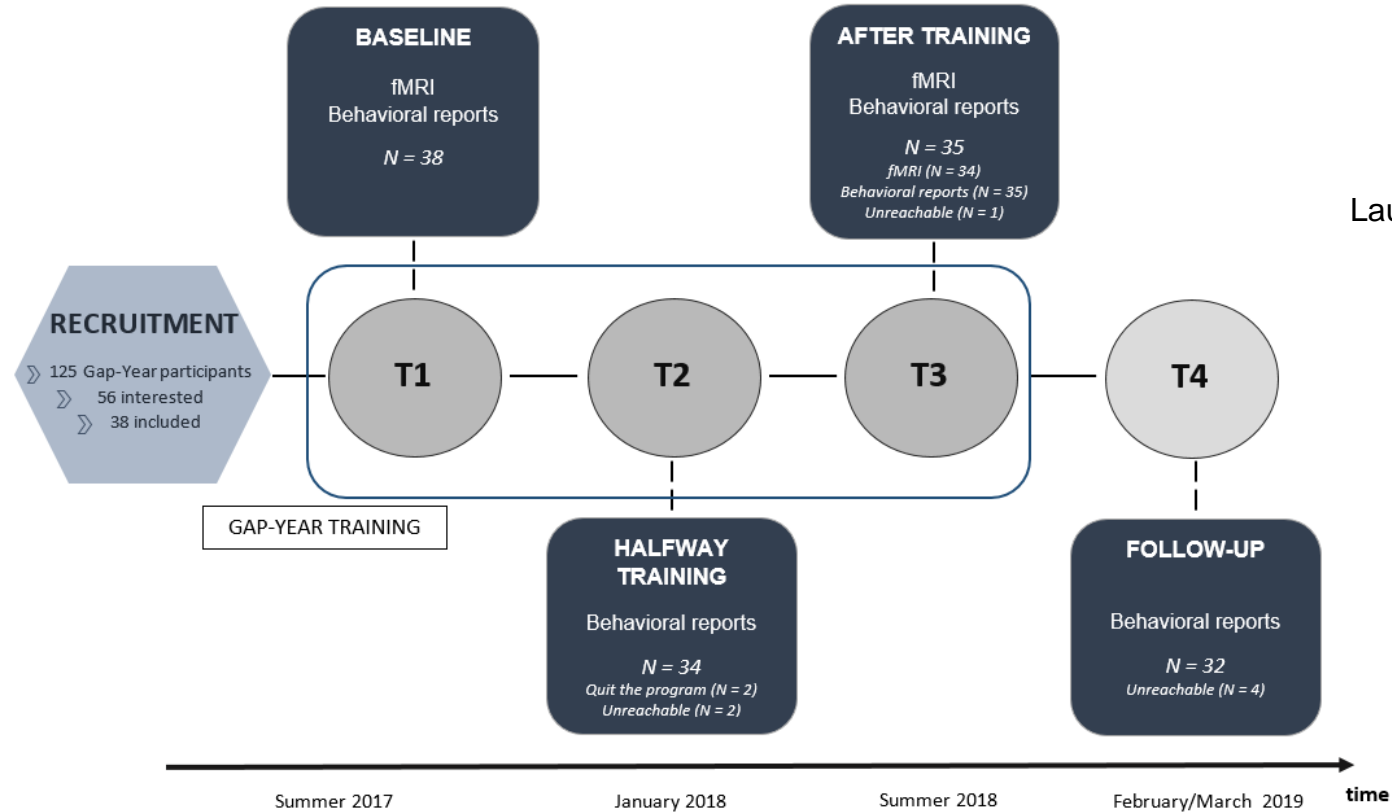 BASELINE
fMRI
Behavioral reports
N = 38
AFTER TRAINING
fMRI
Behavioral reports
N = 35
fMRI (N = 34)
Behavioral reports (N = 35)
Unreachable (N = 1)
Lau
RECRUITMENT
125 Gap-Year participants
56 interested
38 included
T1
T2
T3
T4
GAP-YEAR TRAINING
HALFWAY
TRAINING
Behavioral reports
N = 34
Quit the program (N = 2)
Unreachable (N = 2)
FOLLOW-UP
Behavioral reports
N = 32
Unreachable (N = 4)
Summer 2017
January 2018
Summer 2018
February/March 2019
time